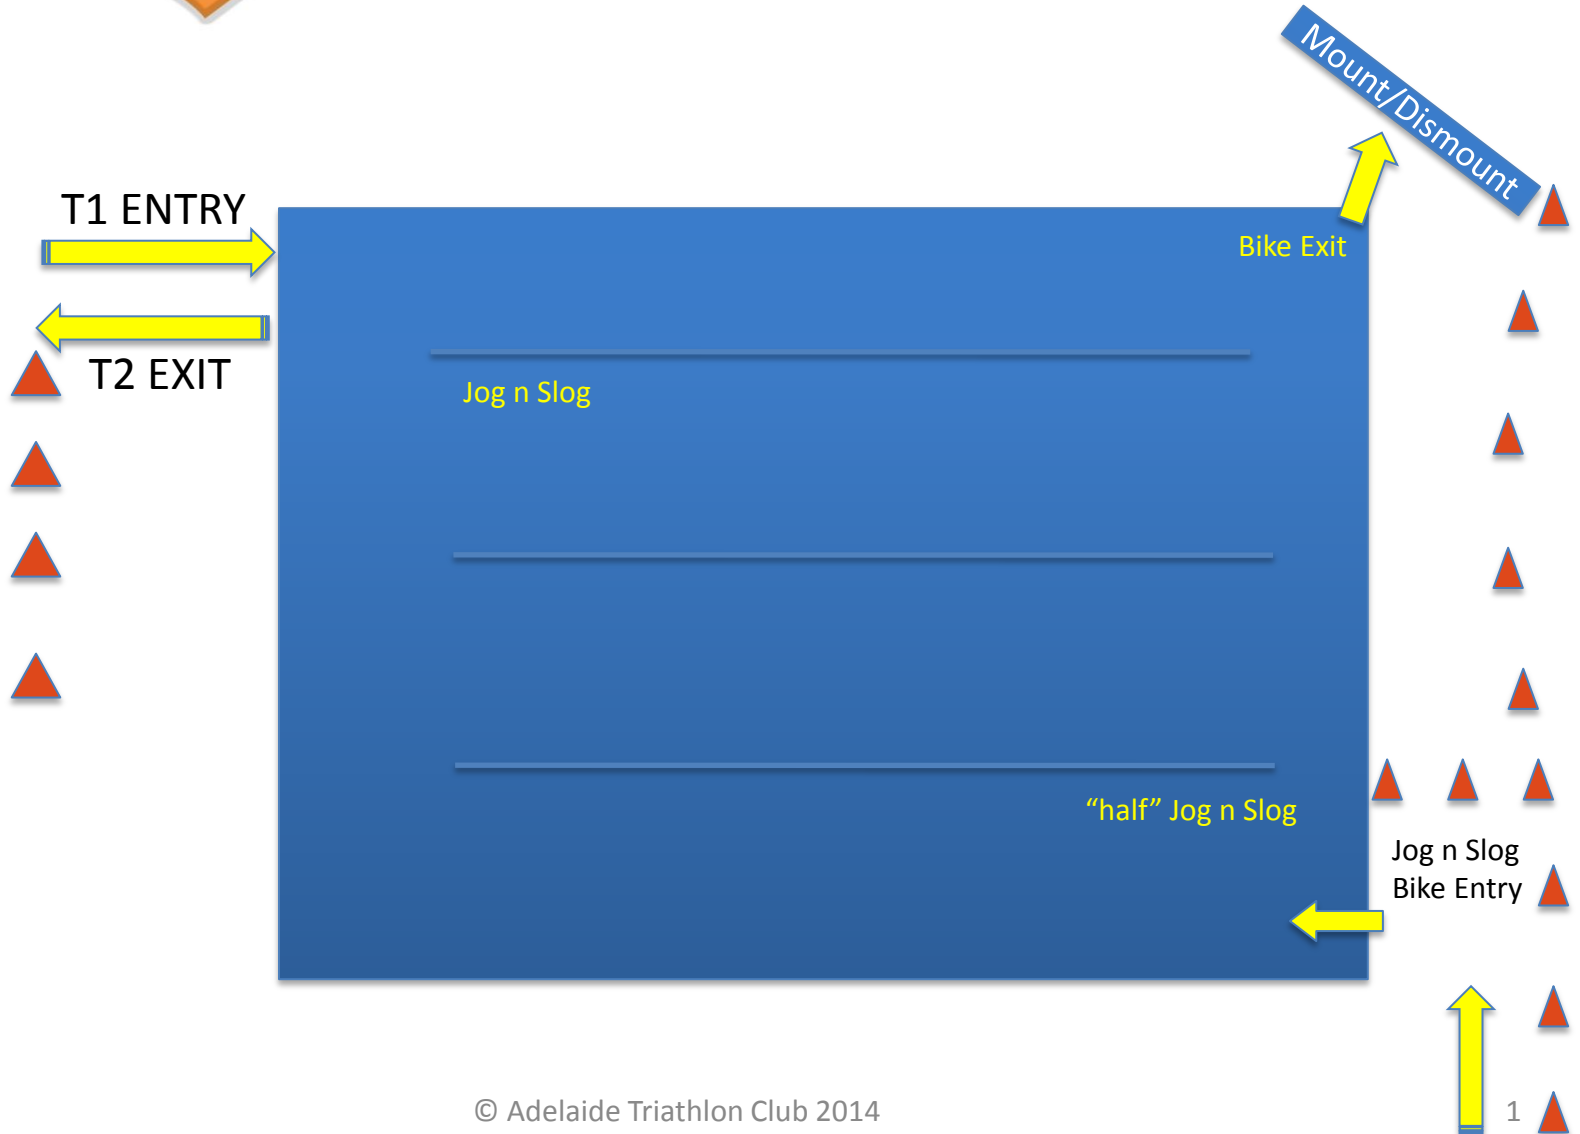 Mount/Dismount
T1 ENTRY
Bike Exit
T2 EXIT
Jog n Slog
“half” Jog n Slog
Jog n Slog
Bike Entry
© Adelaide Triathlon Club 2014
1